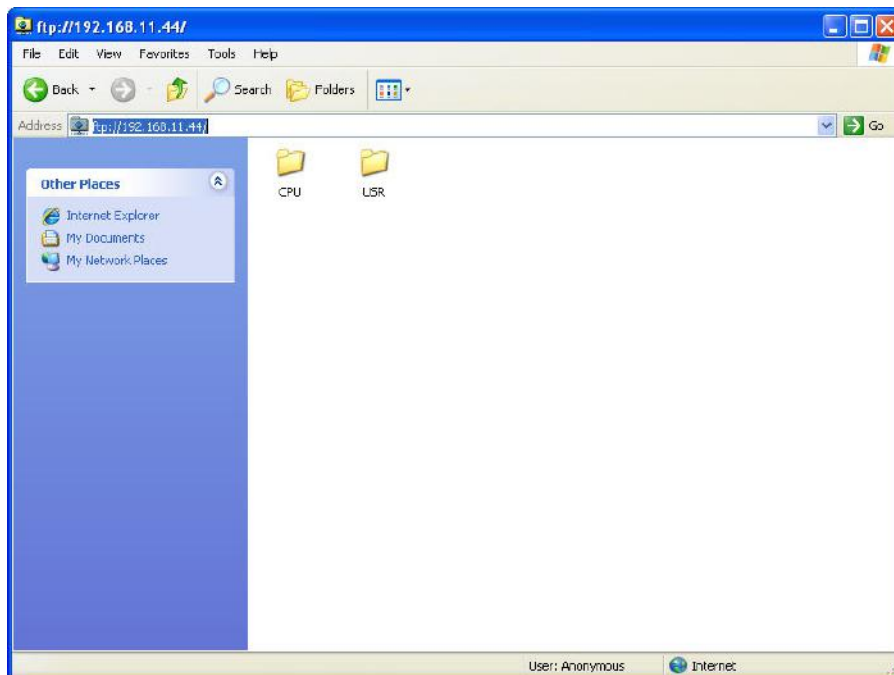 ftp://192.168.11.44/
File Edit View Favorites Tools Help
Back Search Folders
Address ftp://192.168.11.44/ Go
Other Places
Internet Explorer
My Documents
My Network Places
CPU USR
User: Anonymous Internet